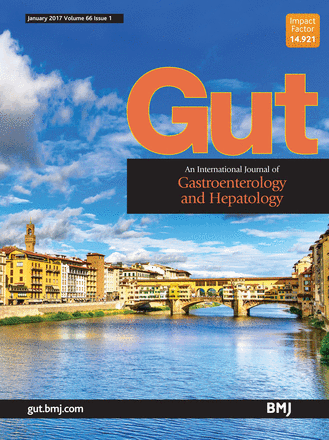 January 2017 Volume 66 Issue 1
Impact
Factor
14.921
Gut
An International Journal of
Gastroenterology
and Hepatology
gut.bmj.com
BMJ